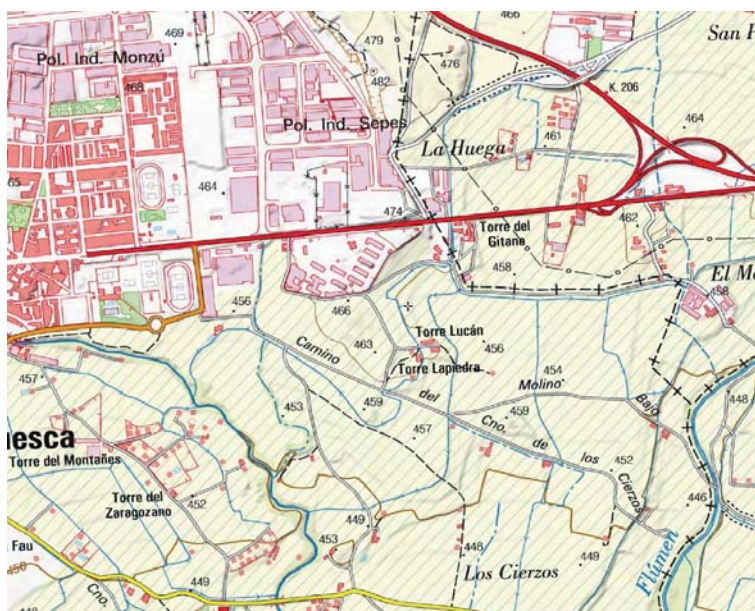 469
479
476
466
San
Pol. Ind. Monzú
468
482
K. 206
Pol. Ind. Sepes
461
464
La Huega
65
464
474
Torre del
Gitano
462
458
El
458
456
466
Torre Lucán
463
456
Camino
Torre Lapiedra
454
457
Molino
448
del
459
459
Bajo
453
Cno.
457
de
los
esca
Torre del Montañes
452
Cierzos
Torre del
Zaragozano
452
446
449
Fau
453
448
449
450
Los Cierzos
Flúmen
449
Cno.